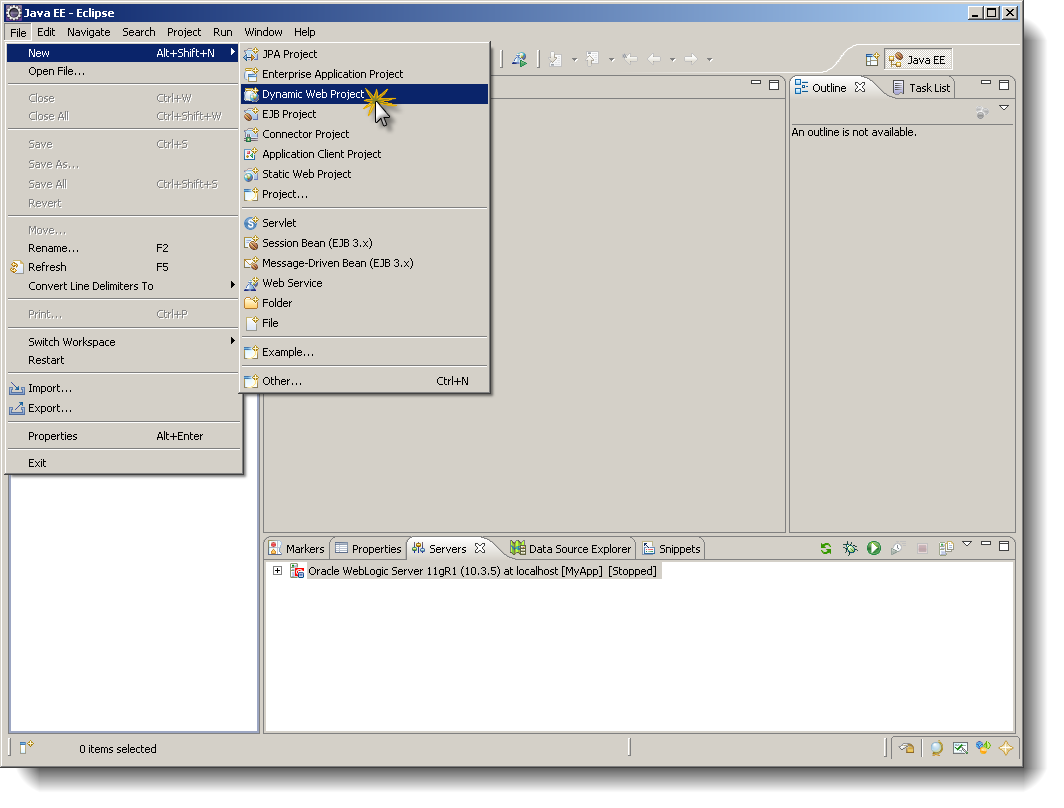 Java EE - Eclipse
File Edit Navigate Search Project Run Window Help
New Alt+Shift+N
Open File...
Close Ctrl+W
Close All Ctrl+Shift+W
Save Ctrl+S
Save As...
Save All Ctrl+Shift+S
Revert
Move...
Rename... F2
Refresh F5
Convert Line Delimiters To
Print... Ctrl+P
Switch Workspace
Restart
Import...
Export...
Properties Alt+Enter
Exit
JPA Project
Enterprise Application Project
Dynamic Web Project
EJB Project
Connector Project
Application Client Project
Static Web Project
Project...
Servlet
Session Bean (EJB 3.x)
Message-Driven Bean (EJB 3.x)
Web Service
Folder
File
Example...
Other... Ctrl+N
Java EE
Outline Task List
An outline is not available.
Markers Properties Servers Data Source Explorer Snippets
Oracle WebLogic Server 11gR1 (10.3.5) at localhost [MyApp] [Stopped]
0 items selected